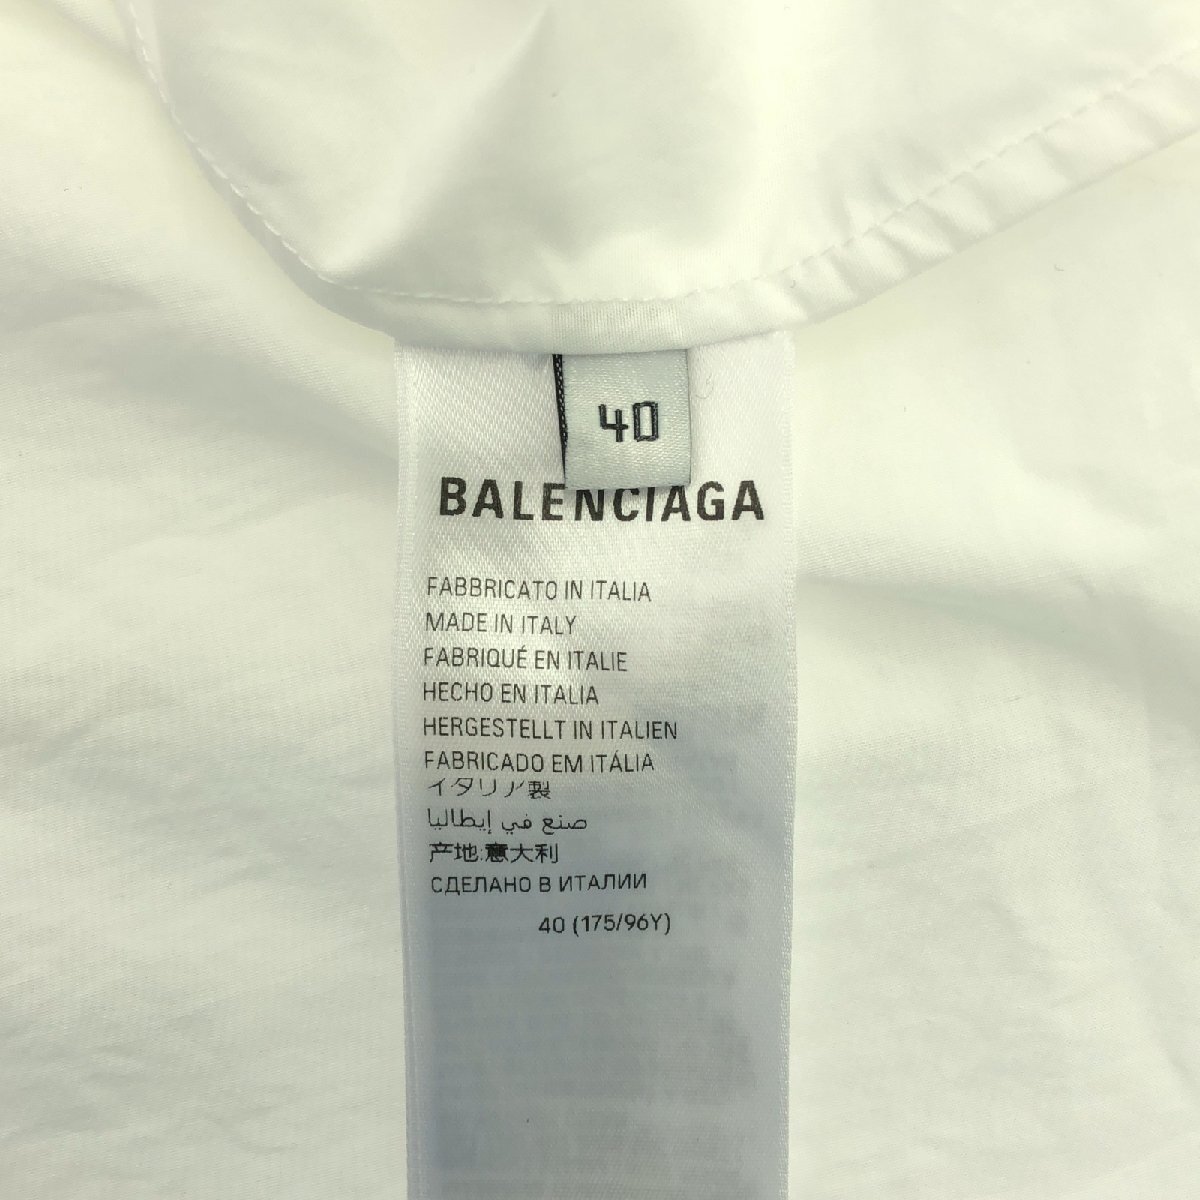 40
BALENCIAGA
FABBRICATO IN ITALIA
MADE IN ITALY
FABRIQUÉ EN ITALIE
HECHO EN ITALIA
HERGESTELLT IN ITALIEN
FABRICADO EM ITÁLIA
イタリア製
صنع في إيطاليا
产地:意大利
СДЕЛАНО В ИТАЛИИ
40 (175/96Y)